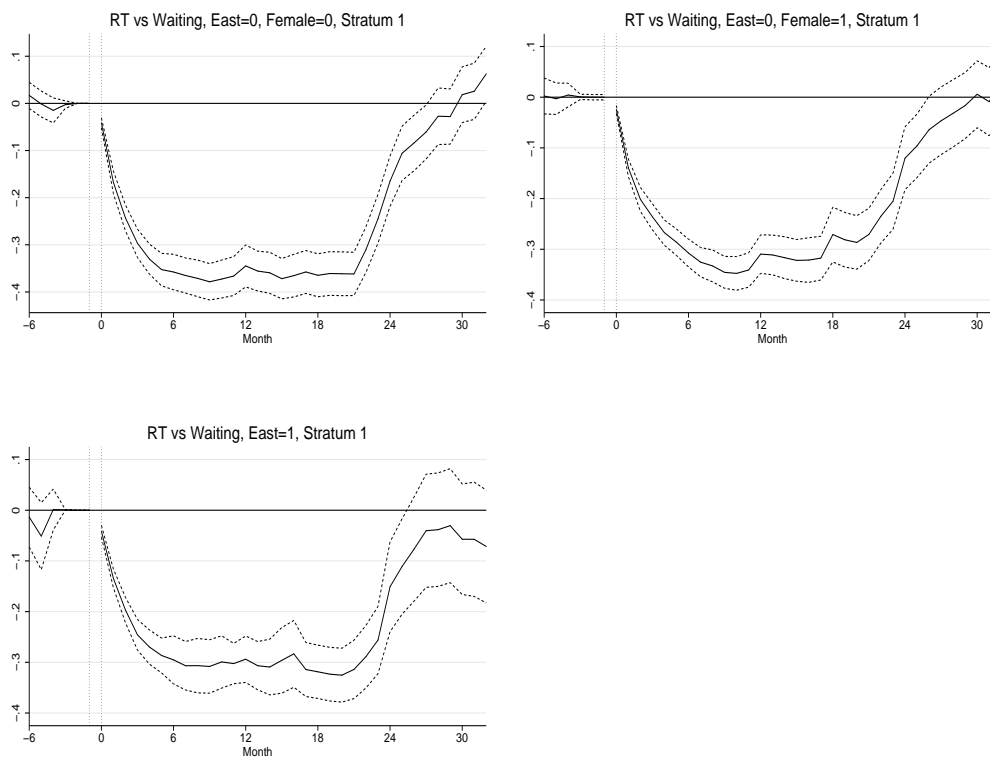 RT vs Waiting, East=0, Female=0, Stratum 1
.1
0
−.1
−.2
−.3
−.4
−6 0 6 12 18 24 30
Month
RT vs Waiting, East=0, Female=1, Stratum 1
.1
0
−.1
−.2
−.3
−.4
−6 0 6 12 18 24 30
Month
RT vs Waiting, East=1, Stratum 1
.1
0
−.1
−.2
−.3
−.4
−6 0 6 12 18 24 30
Month